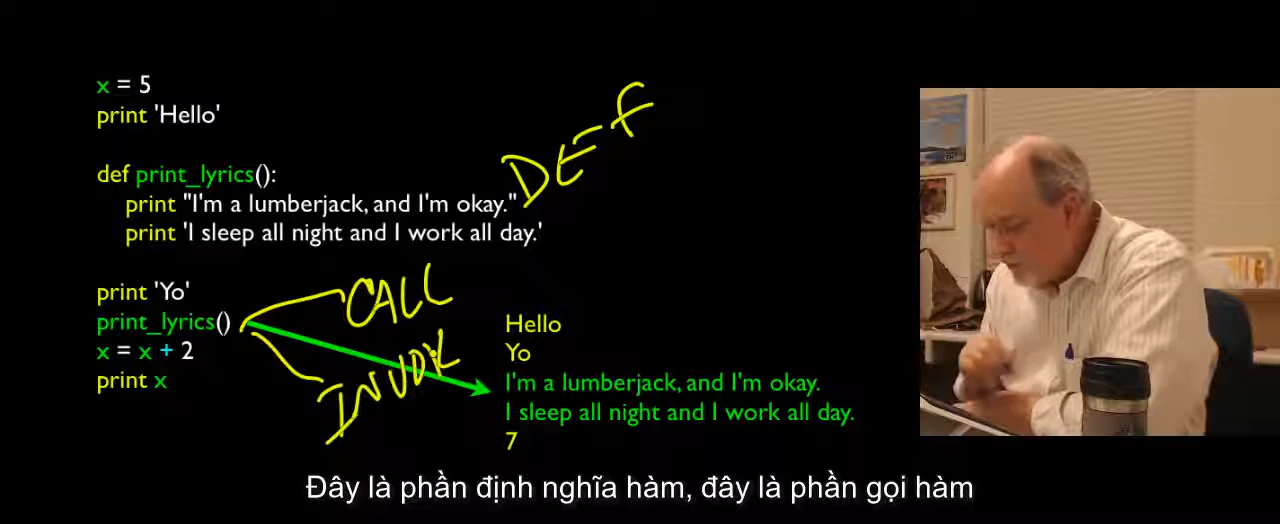 x = 5
print 'Hello'
def print_lyrics():
print "I'm a lumberjack, and I'm okay."
print 'I sleep all night and I work all day.'
DEF
print 'Yo'
print_lyrics()
x = x + 2
print x
CALL
INVOK
Hello
Yo
I'm a lumberjack, and I'm okay.
I sleep all night and I work all day.
7
Đây là phần định nghĩa hàm, đây là phần gọi hàm